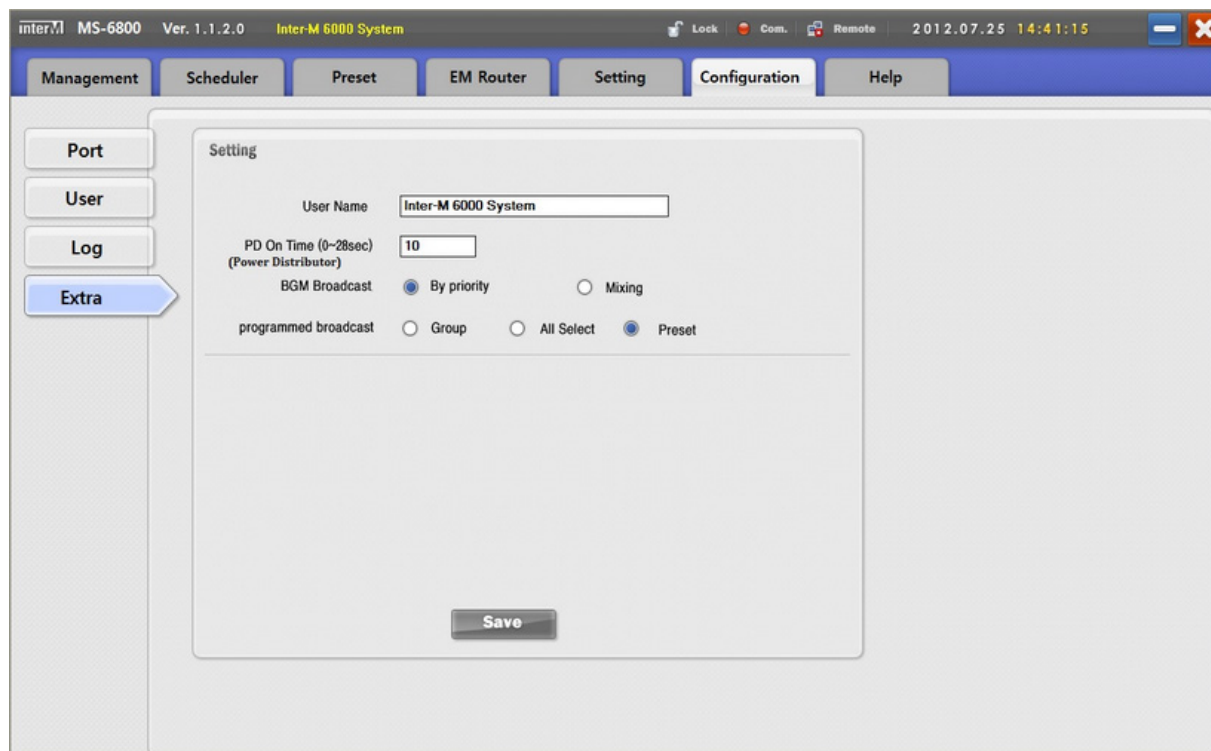 inter M MS-6800 Ver. 1.1.2.0 Inter-M 6000 System Lock Com. Remote 2012.07.25 14:41:15
Management Scheduler Preset EM Router Setting Configuration Help
Port
User
Log
Extra
Setting
User Name Inter-M 6000 System
PD On Time (0~28sec) 10
(Power Distributor)
BGM Broadcast By priority Mixing
programmed broadcast Group All Select Preset
Save